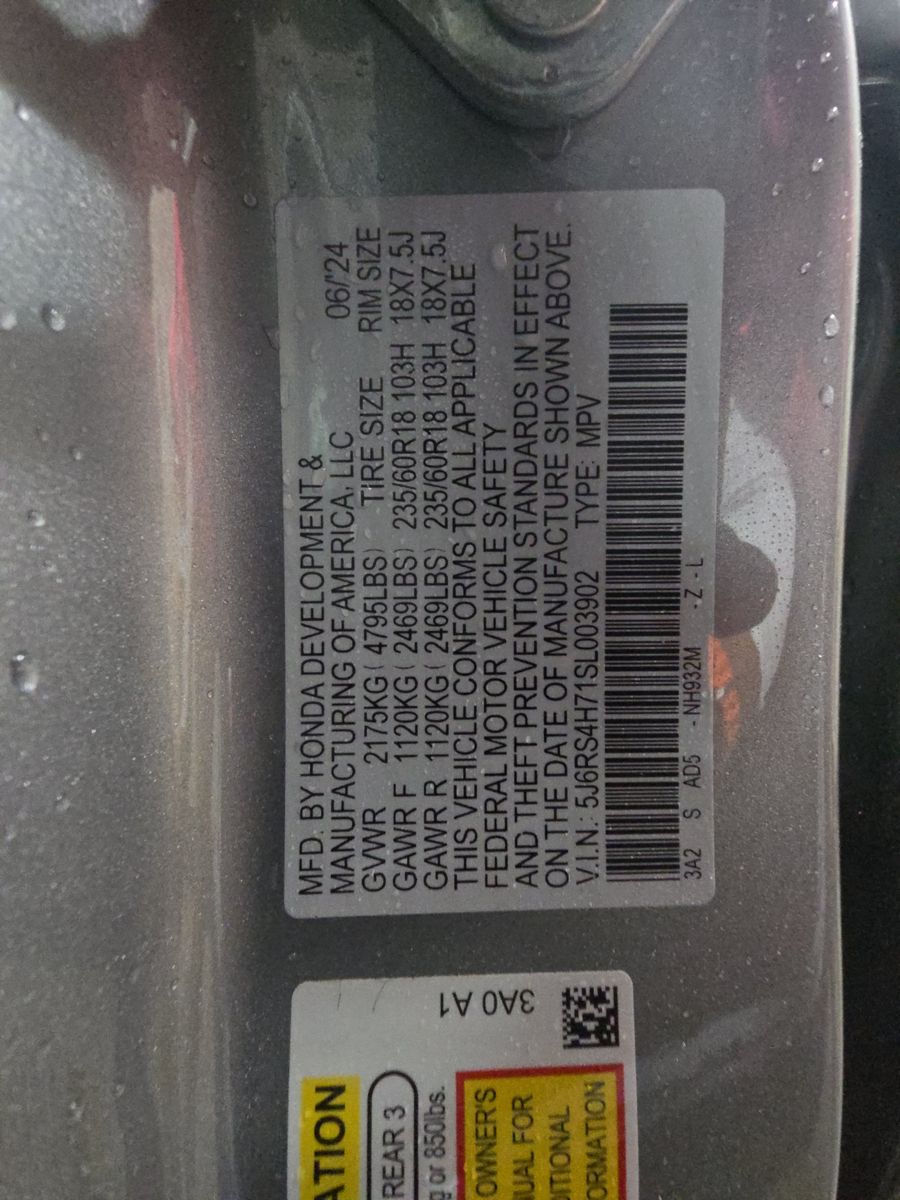 MFD. BY HONDA DEVELOPMENT &
MANUFACTURING OF AMERICA, LLC 06/'24
GVWR 2175KG ( 4795LBS) TIRE SIZE RIM SIZE
GAWR F 1120KG ( 2469LBS) 235/60R18 103H 18X7.5J
GAWR R 1120KG ( 2469LBS) 235/60R18 103H 18X7.5J
THIS VEHICLE CONFORMS TO ALL APPLICABLE
FEDERAL MOTOR VEHICLE SAFETY
AND THEFT PREVENTION STANDARDS IN EFFECT
ON THE DATE OF MANUFACTURE SHOWN ABOVE.
V.I.N.: 5J6RS4H71SL003902 TYPE: MPV
3A2 S AD5 - NH932M - Z - L
3A0 A1
ATION
REAR 3
g or 850lbs.
OWNER'S
UAL FOR
DITIONAL
ORMATION